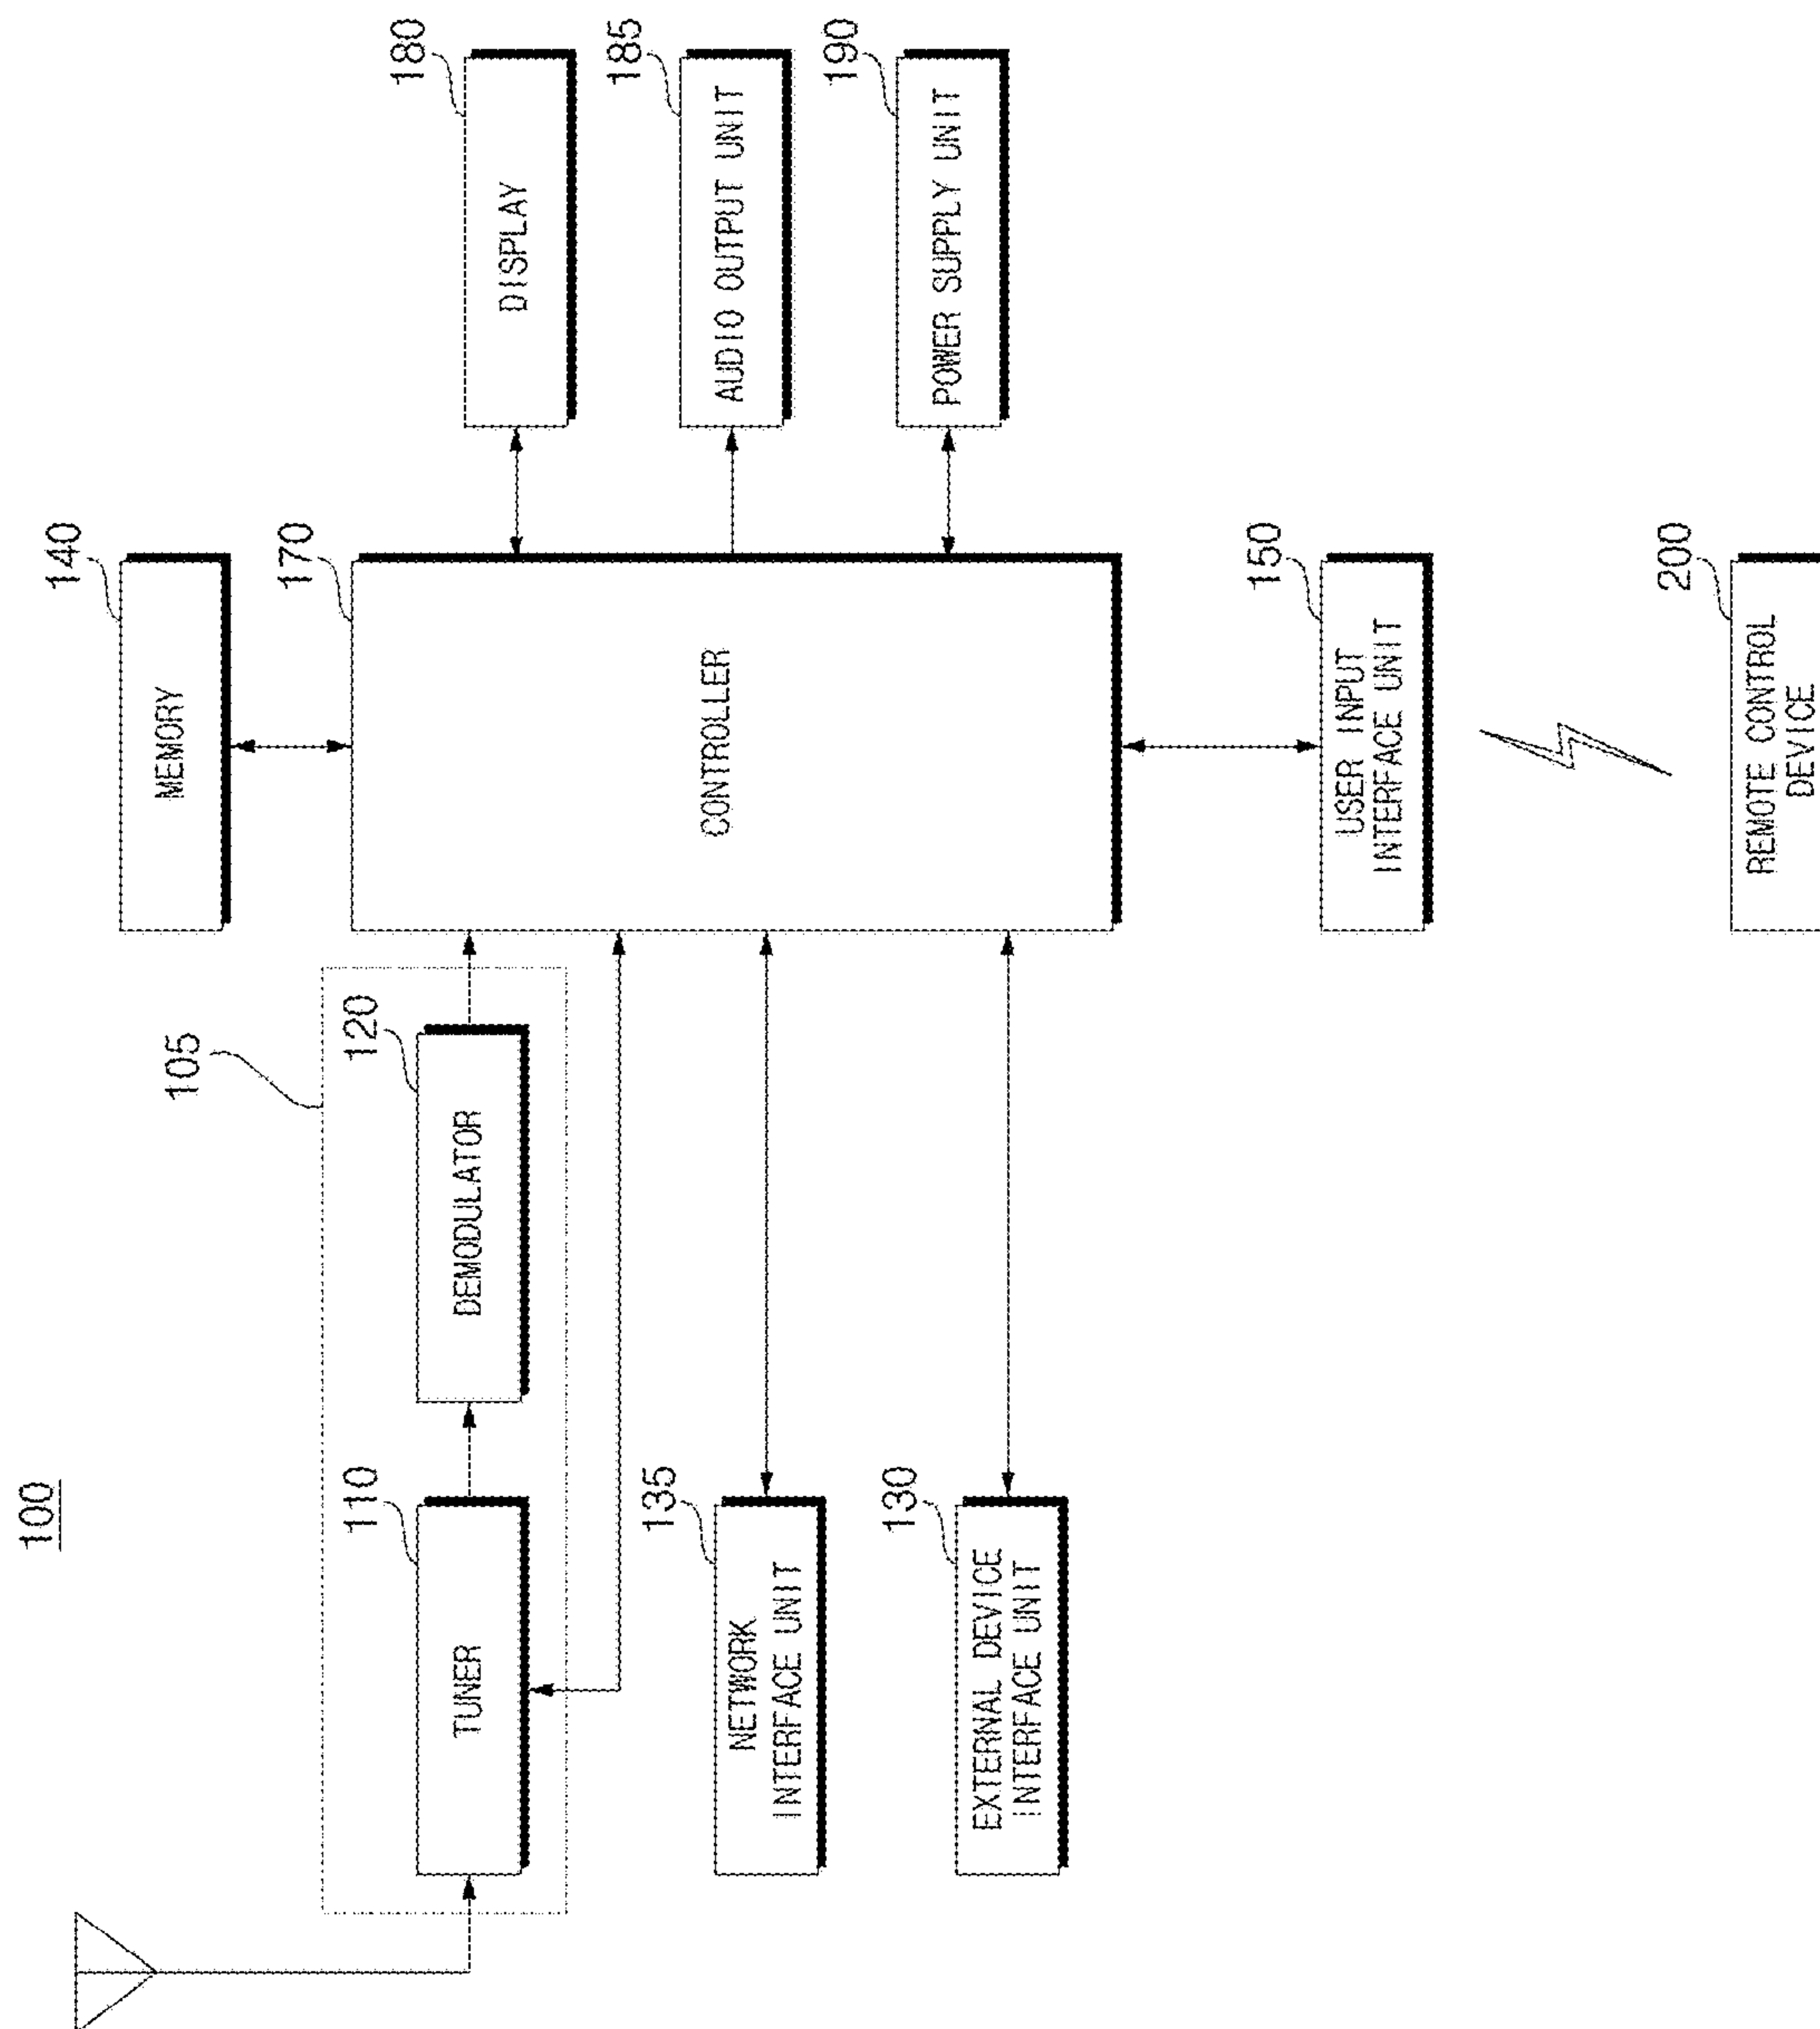 100
140
MEMORY
105
170
180
110
120
TUNER
DEMODULATOR
CONTROLLER
DISPLAY
135
NETWORK
INTERFACE UNIT
185
AUDIO OUTPUT UNIT
130
EXTERNAL DEVICE
INTERFACE UNIT
190
POWER SUPPLY UNIT
150
USER INPUT
INTERFACE UNIT
200
REMOTE CONTROL
DEVICE